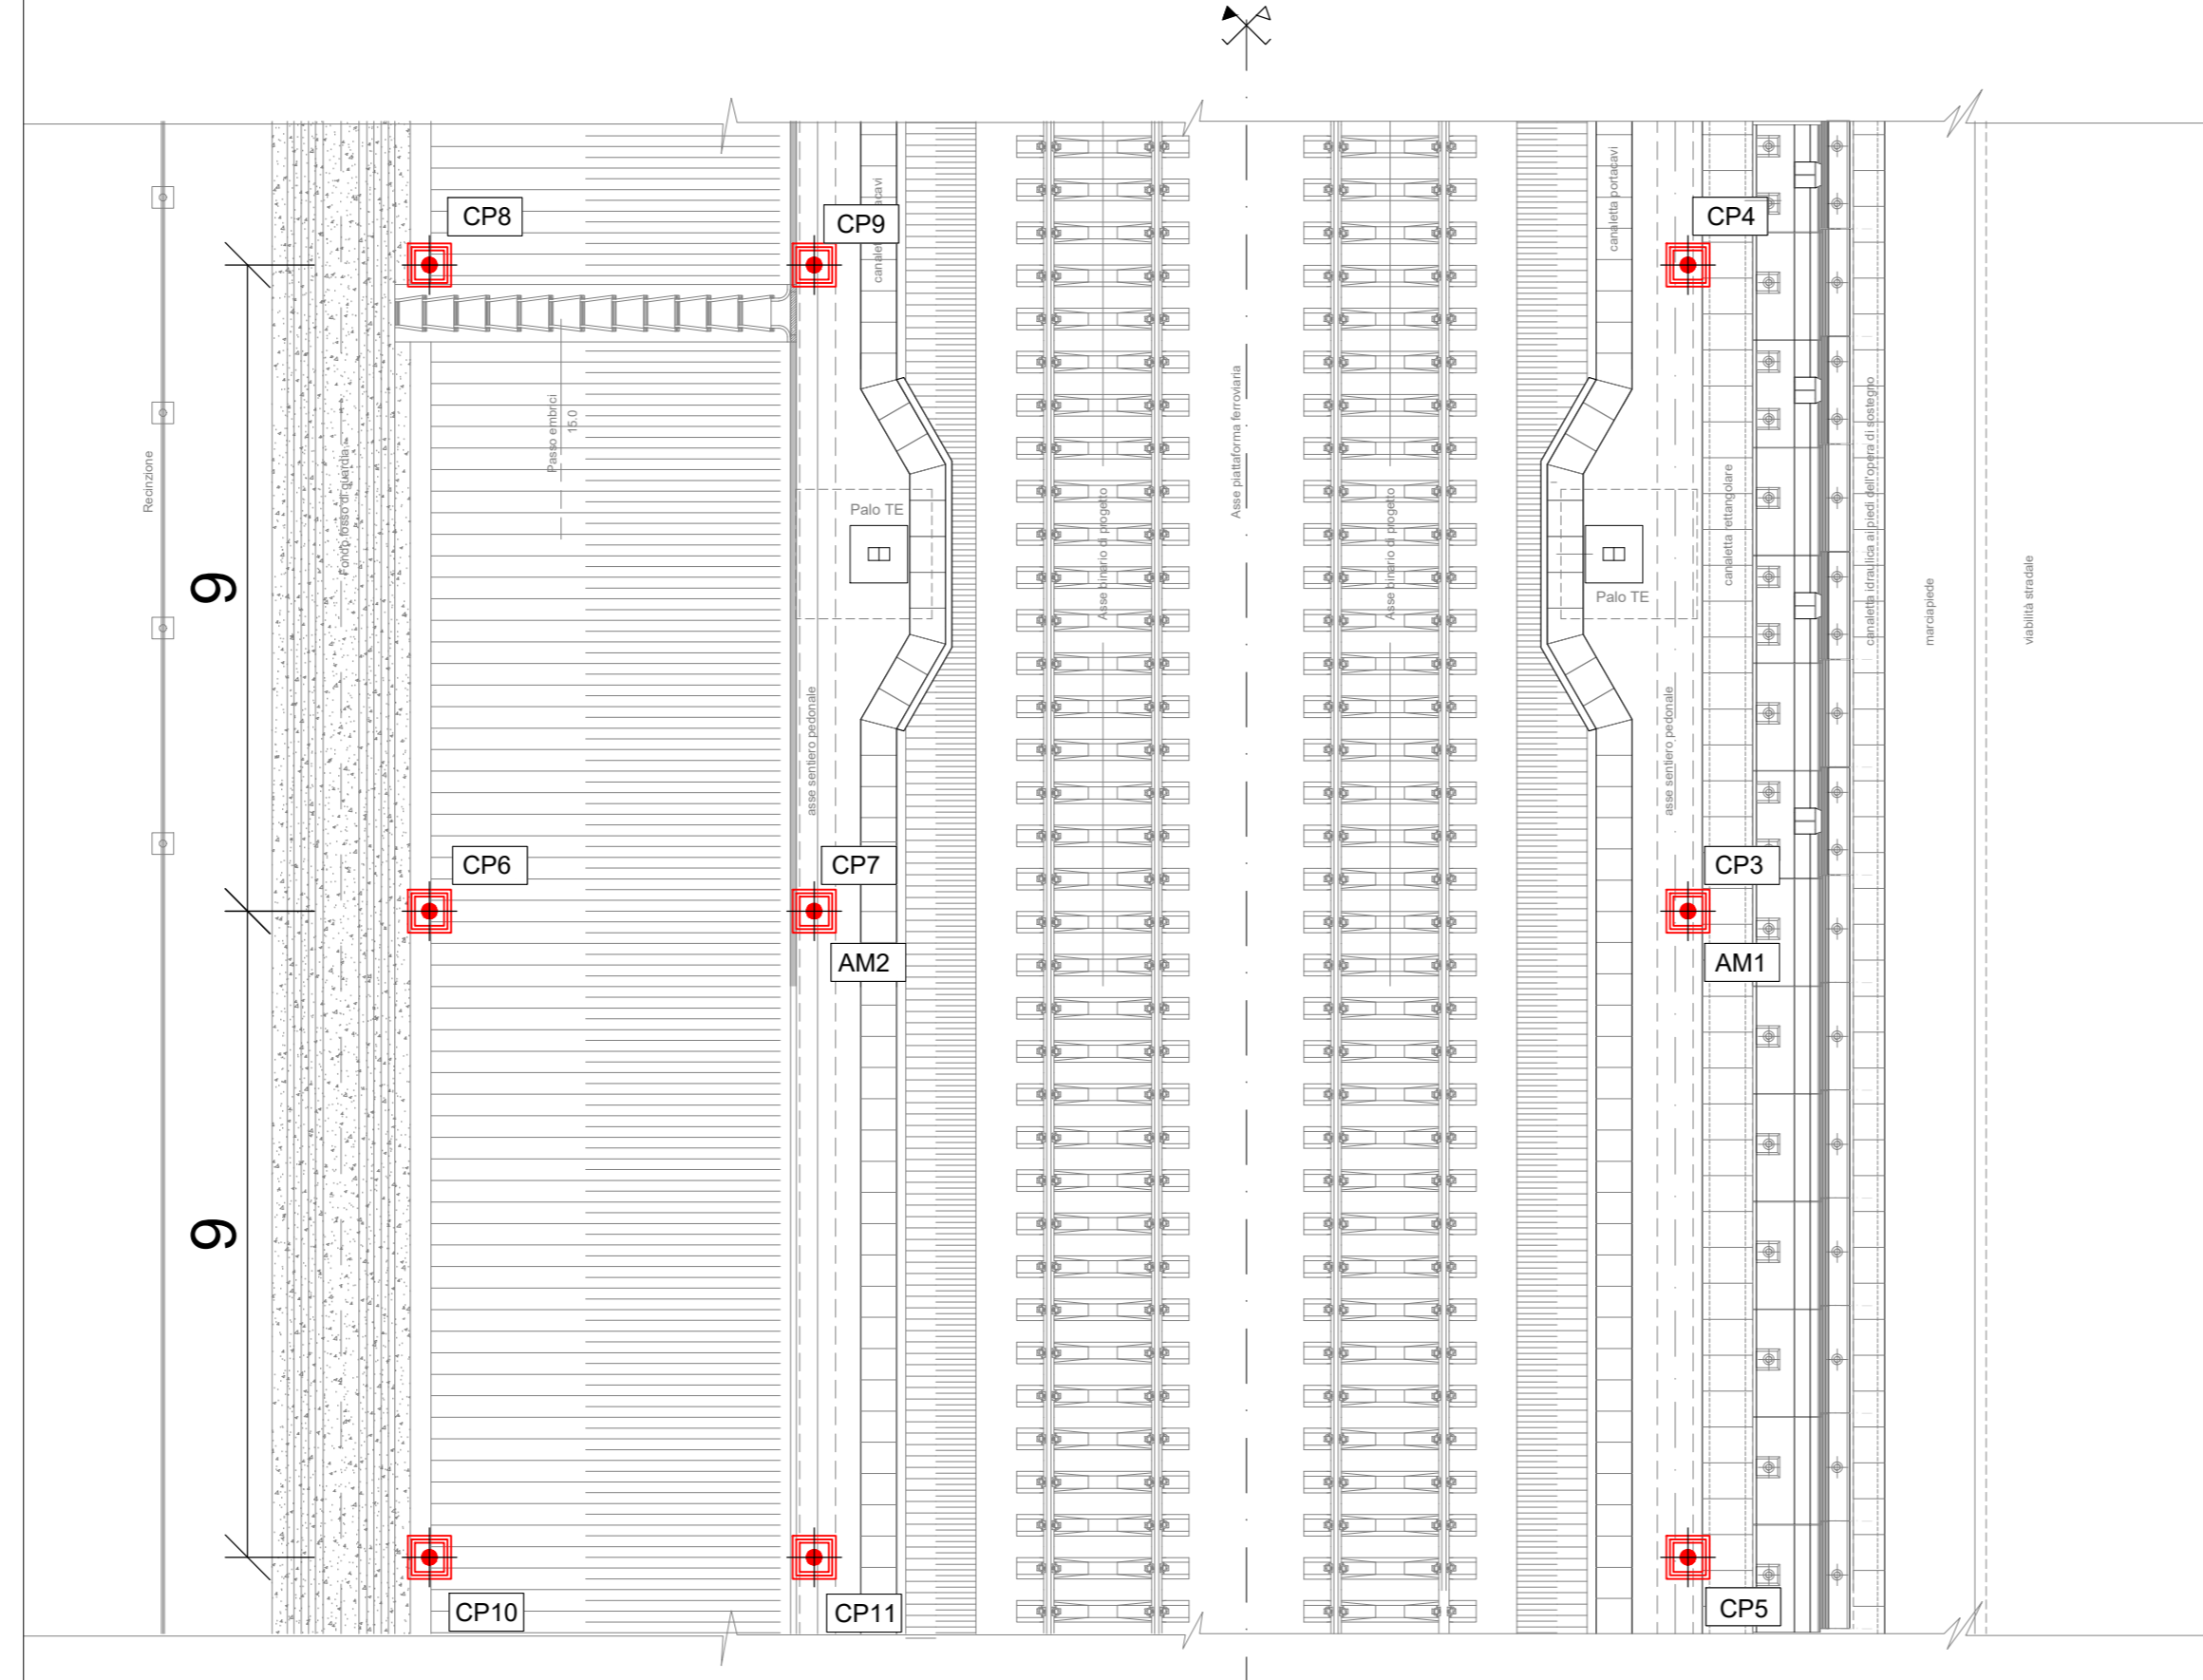 CP8
CP9
CP4
canaletta portacavi
Recinzione
Fondo fosso di guardia
Passo embrici
15.0
Palo TE
Asse binario di progetto
Asse piattaforma ferroviaria
Asse binario di progetto
Palo TE
canaletta rettangolare
canaletta idraulica ai piedi dell'opera di sostegno
marciapiede
viabilità stradale
9
asse sentiero pedonale
asse sentiero pedonale
CP6
CP7
CP3
AM2
AM1
9
CP10
CP11
CP5